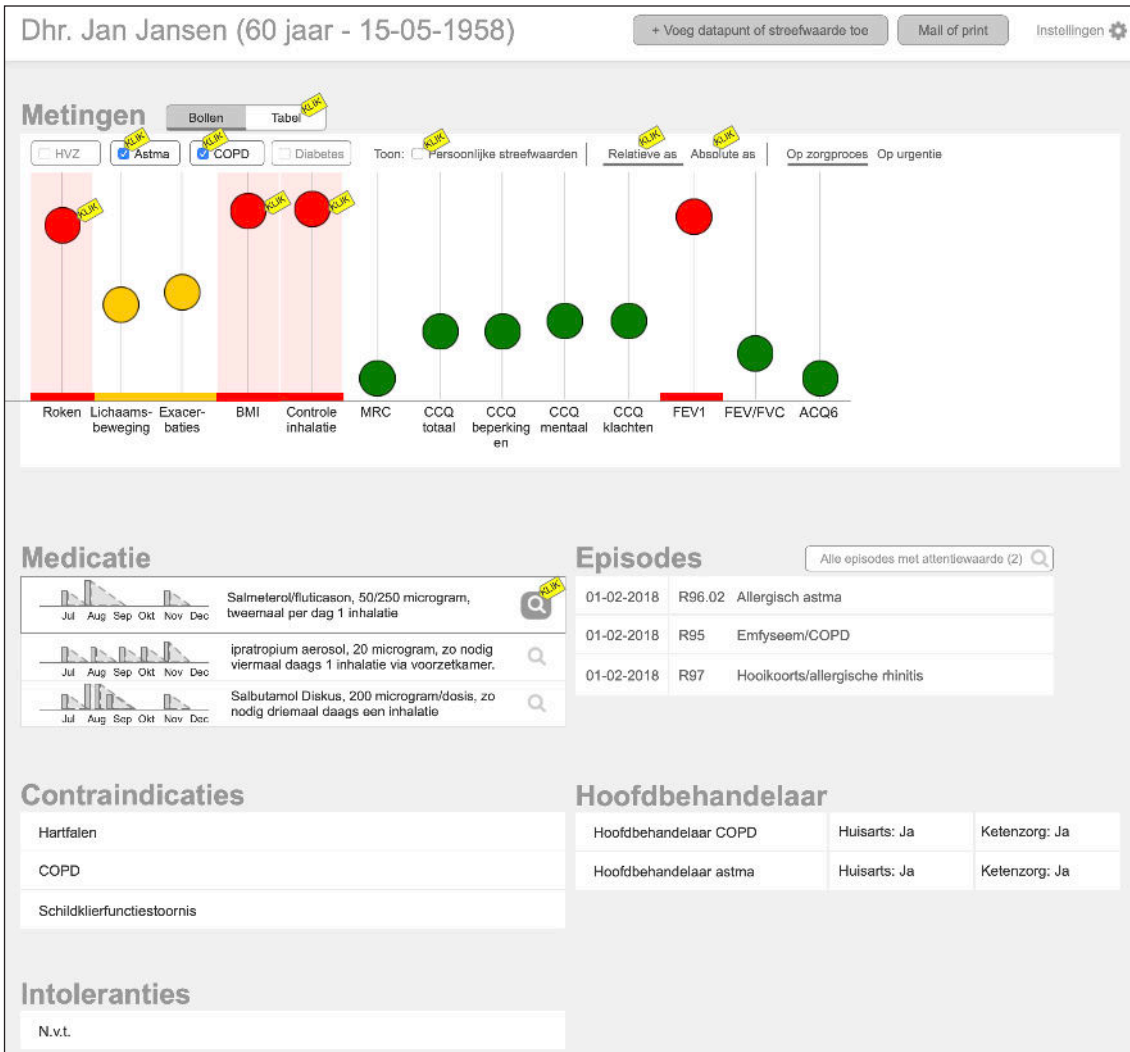 Dhr. Jan Jansen (60 jaar - 15-05-1958)
+ Voeg datapunt of streefwaarde toe
Mail of print
Instellingen
Metingen
Bollen
Tabel
KLIK
HVZ
KLIK
Astma
KLIK
COPD
Diabetes
Toon:
KLIK
Persoonlijke streefwaarden
KLIK
Relatieve as
KLIK
Absolute as
Op zorgproces
Op urgentie
KLIK
KLIK
KLIK
Roken
Lichaams-
beweging
Exacer-
baties
BMI
Controle
inhalatie
MRC
CCQ
totaal
CCQ
beperking
en
CCQ
mentaal
CCQ
klachten
FEV1
FEV/FVC
ACQ6
Medicatie
Jul Aug Sep Okt Nov Dec
Salmeterol/fluticason, 50/250 microgram,
tweemaal per dag 1 inhalatie
KLIK
Jul Aug Sep Okt Nov Dec
ipratropium aerosol, 20 microgram, zo nodig
viermaal daags 1 inhalatie via voorzetkamer.
Jul Aug Sep Okt Nov Dec
Salbutamol Diskus, 200 microgram/dosis, zo
nodig driemaal daags een inhalatie
Episodes
Alle episodes met attentiewaarde (2)
01-02-2018 R96.02 Allergisch astma
01-02-2018 R95 Emfyseem/COPD
01-02-2018 R97 Hooikoorts/allergische rhinitis
Contraindicaties
Hartfalen
COPD
Schildklierfunctiestoornis
Hoofdbehandelaar
Hoofdbehandelaar COPD Huisarts: Ja Ketenzorg: Ja
Hoofdbehandelaar astma Huisarts: Ja Ketenzorg: Ja
Intoleranties
N.v.t.